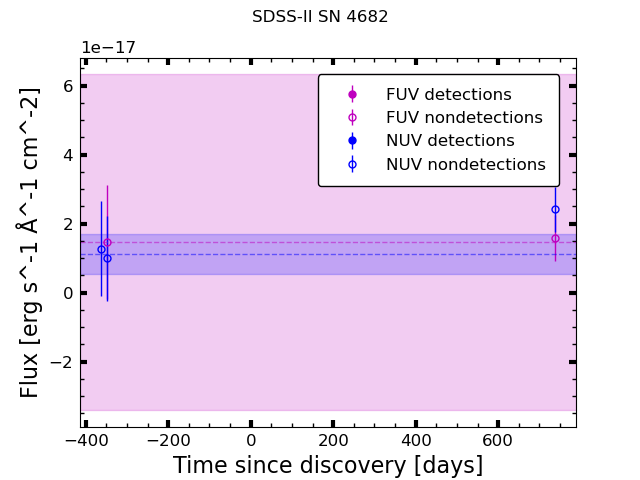 SDSS-II SN 4682
1e−17
FUV detections
FUV nondetections
NUV detections
NUV nondetections
6
4
2
0
−2
Flux [erg s^-1 Å^-1 cm^-2]
−400 −200 0 200 400 600
Time since discovery [days]